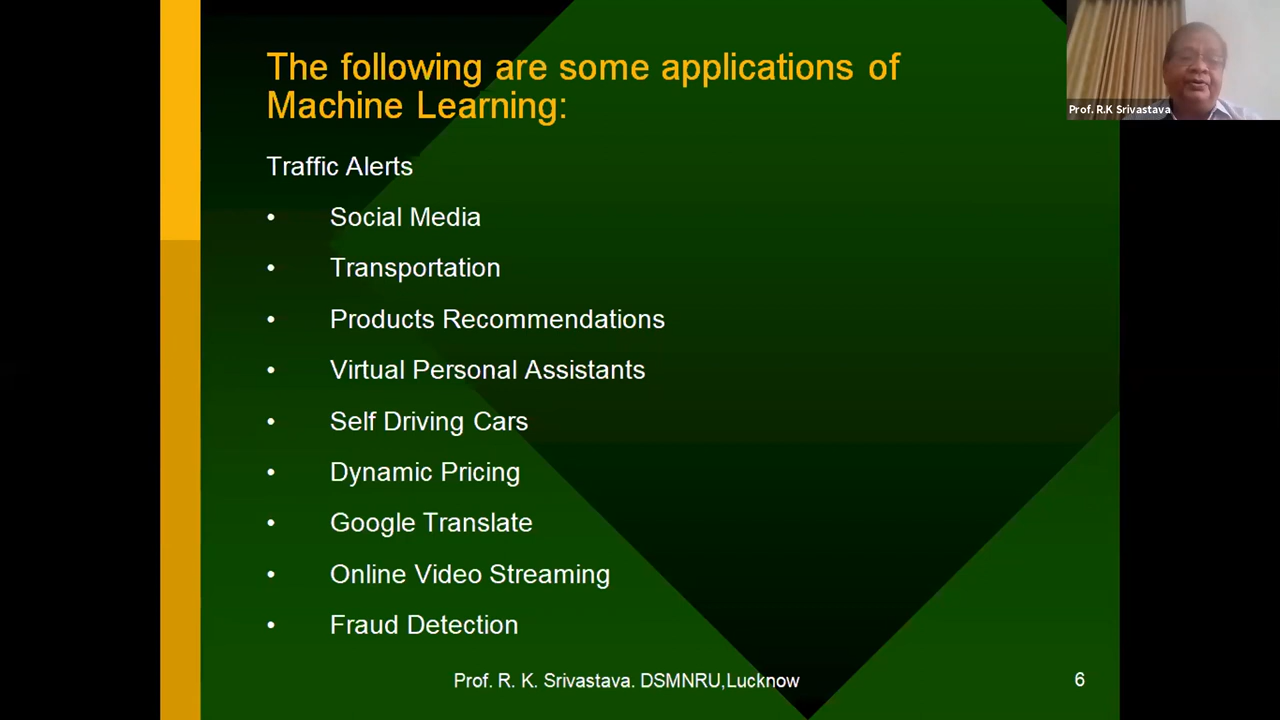 The following are some applications of
Machine Learning:
Prof. R.K Srivastava
Traffic Alerts
• Social Media
• Transportation
• Products Recommendations
• Virtual Personal Assistants
• Self Driving Cars
• Dynamic Pricing
• Google Translate
• Online Video Streaming
• Fraud Detection
Prof. R. K. Srivastava. DSMNRU,Lucknow
6